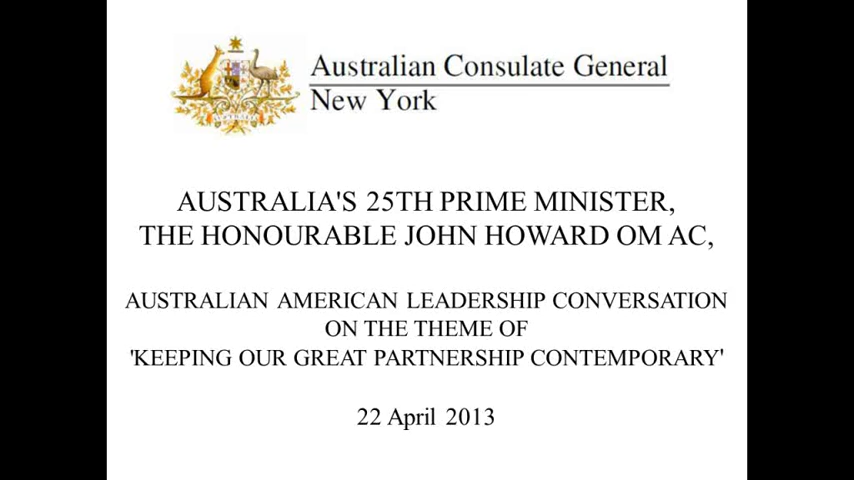 Australian Consulate General
New York
AUSTRALIA'S 25TH PRIME MINISTER,
THE HONOURABLE JOHN HOWARD OM AC,
AUSTRALIAN AMERICAN LEADERSHIP CONVERSATION
ON THE THEME OF
'KEEPING OUR GREAT PARTNERSHIP CONTEMPORARY'
22 April 2013